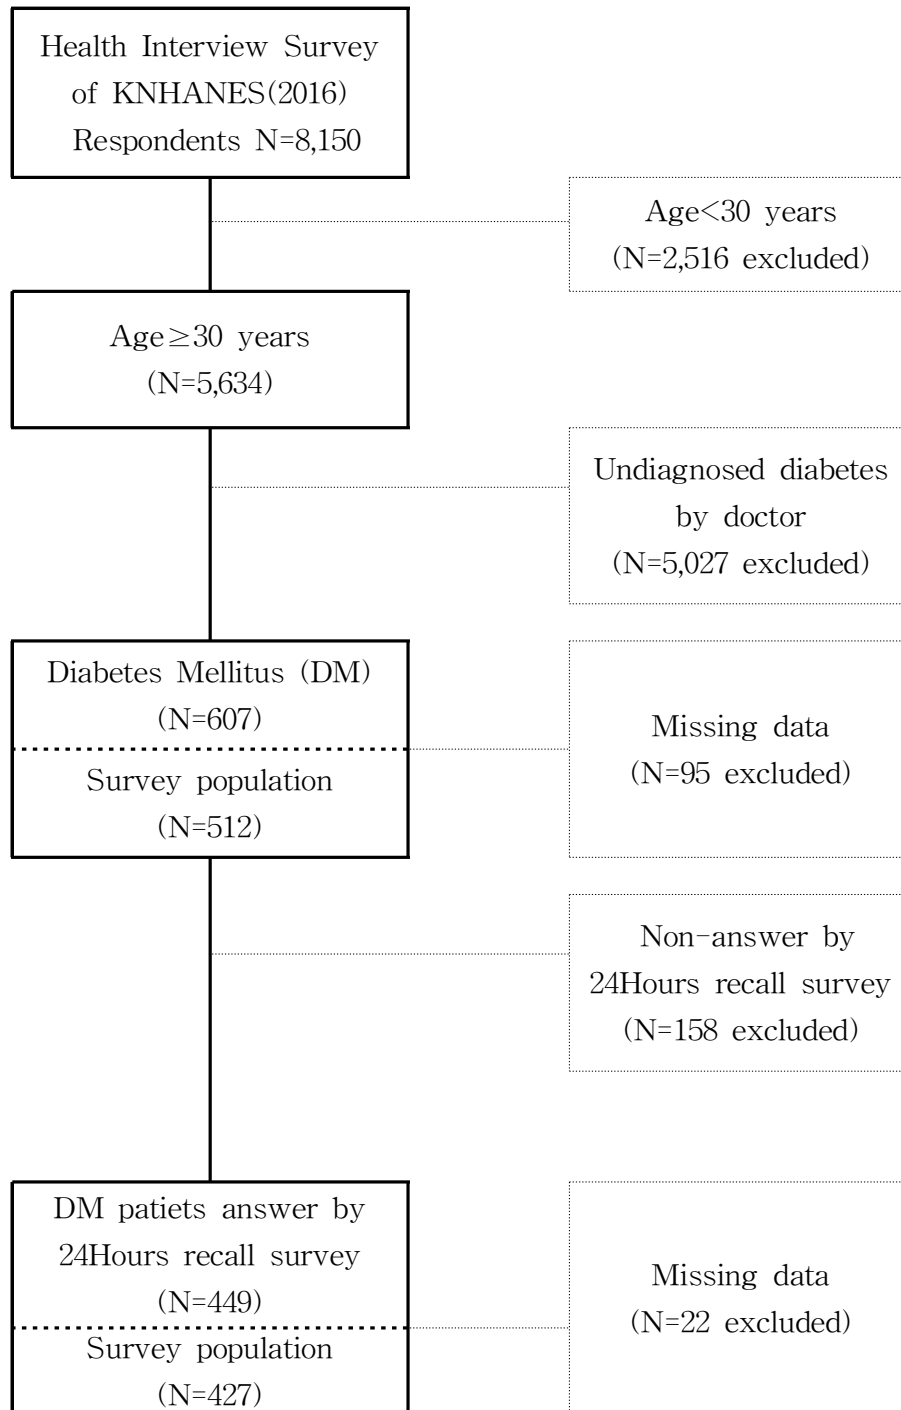 Health Interview Survey
of KNHANES(2016)
Respondents N=8,150
Age<30 years
(N=2,516 excluded)
Age≥30 years
(N=5,634)
Undiagnosed diabetes
by doctor
(N=5,027 excluded)
Diabetes Mellitus (DM)
(N=607)
Survey population
(N=512)
Missing data
(N=95 excluded)
Non-answer by
24Hours recall survey
(N=158 excluded)
DM patiets answer by
24Hours recall survey
(N=449)
Survey population
(N=427)
Missing data
(N=22 excluded)